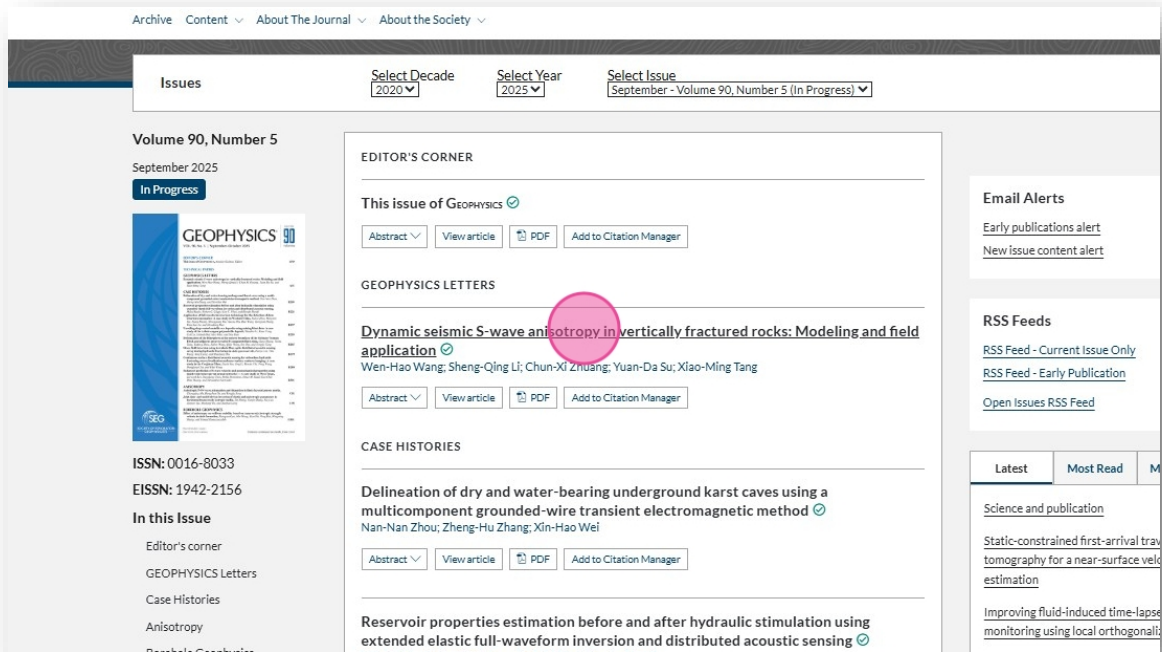 Archive Content About The Journal About the Society
Issues
Select Decade
2020
Select Year
2025
Select Issue
September - Volume 90, Number 5 (In Progress)
Volume 90, Number 5
September 2025
In Progress
GEOPHYSICS 90
SEG
ISSN: 0016-8033
EISSN: 1942-2156
In this Issue
Editor's corner
GEOPHYSICS Letters
Case Histories
Anisotropy
Borehole Geophysics
EDITOR'S CORNER
This issue of GEOPHYSICS
Abstract View article PDF Add to Citation Manager
GEOPHYSICS LETTERS
Dynamic seismic S-wave anisotropy in vertically fractured rocks: Modeling and field
application
Wen-Hao Wang; Sheng-Qing Li; Chun-Xi Zhuang; Yuan-Da Su; Xiao-Ming Tang
Abstract View article PDF Add to Citation Manager
CASE HISTORIES
Delineation of dry and water-bearing underground karst caves using a
multicomponent grounded-wire transient electromagnetic method
Nan-Nan Zhou; Zheng-Hu Zhang; Xin-Hao Wei
Abstract View article PDF Add to Citation Manager
Reservoir properties estimation before and after hydraulic stimulation using
extended elastic full-waveform inversion and distributed acoustic sensing
Email Alerts
Early publications alert
New issue content alert
RSS Feeds
RSS Feed - Current Issue Only
RSS Feed - Early Publication
Open Issues RSS Feed
Latest Most Read M
Science and publication
Static-constrained first-arrival trav
tomography for a near-surface velo
estimation
Improving fluid-induced time-lapse
monitoring using local orthogonali